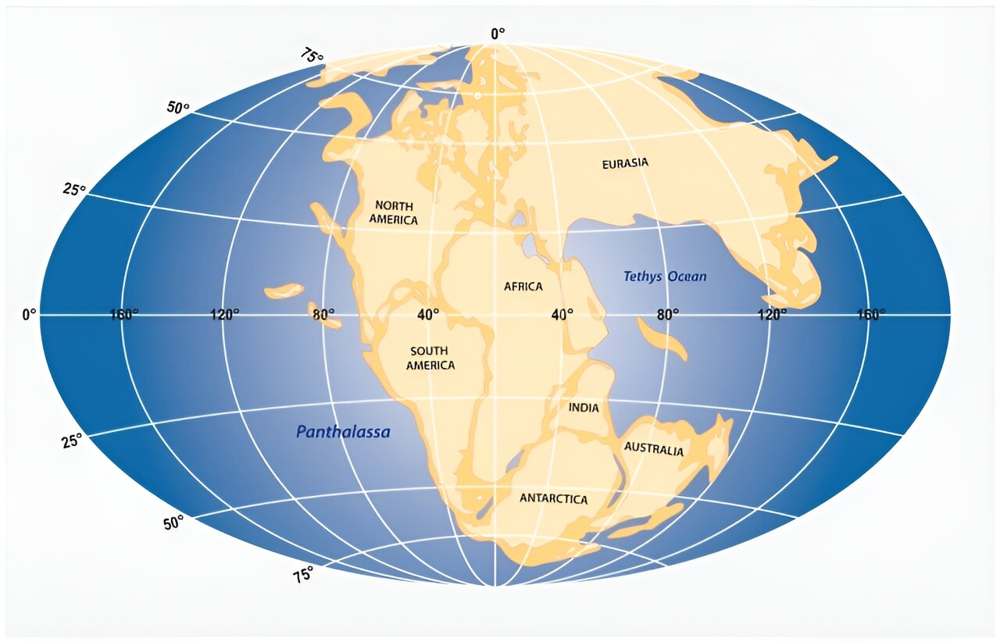 0°
75°
50°
25°
EURASIA
NORTH
AMERICA
AFRICA
Tethys Ocean
0°
160°
120°
80°
40°
40°
80°
120°
160°
SOUTH
AMERICA
INDIA
Panthalassa
AUSTRALIA
25°
ANTARCTICA
50°
75°